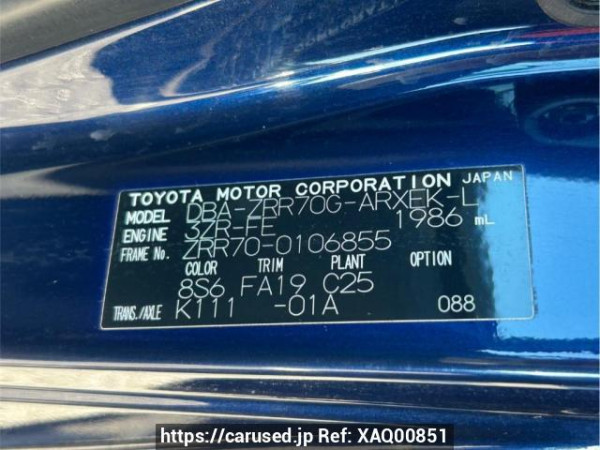 TOYOTA MOTOR CORPORATION JAPAN
MODEL DBA-ZRR70G-ARXEK-L
ENGINE 3ZR-FE 1986 mL
FRAME No. ZRR70-0106855
COLOR TRIM PLANT OPTION
8S6 FA19 C25
TRANS./AXLE K111 -01A 088
https://carused.jp Ref: XAQ00851